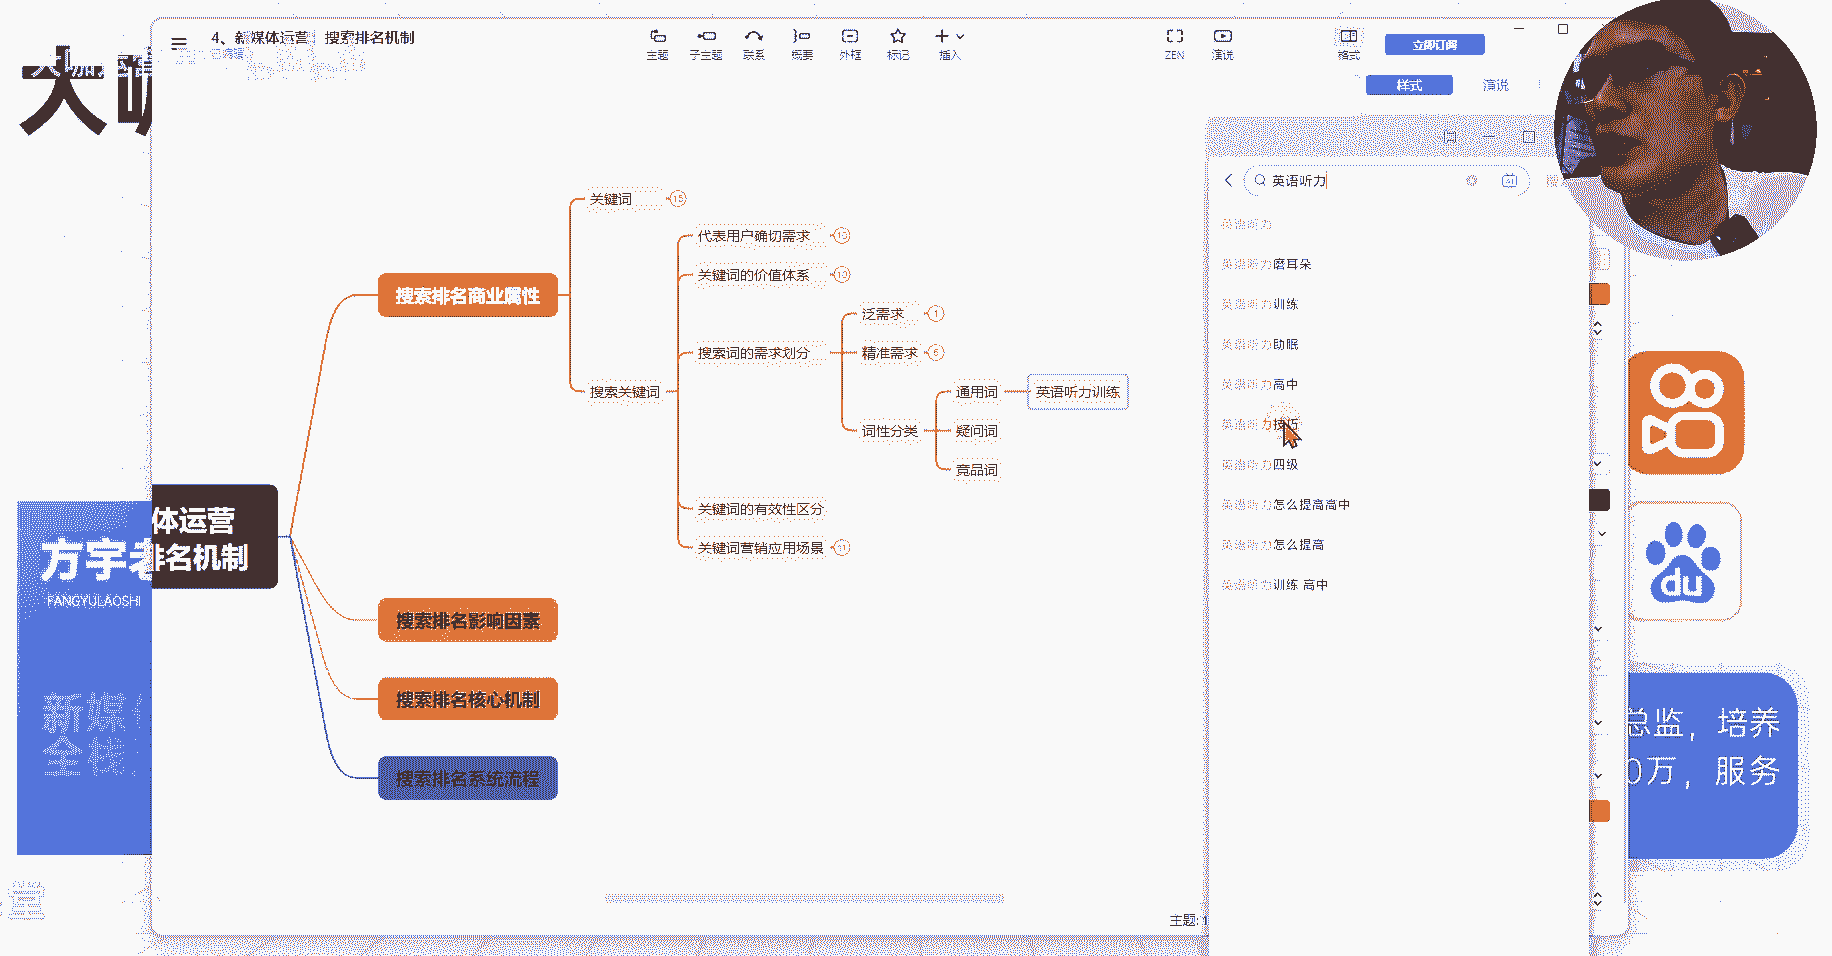 4、新媒体运营 搜索排名机制
已编辑
主题
子主题
联系
概要
外框
标记
插入
ZEN
演说
格式
立即订阅
样式
演说
大
关键词
15
代表用户确切需求
13
关键词的价值体系
13
泛需求
1
搜索词的需求划分
精准需求
6
搜索排名商业属性
搜索关键词
通用词
英语听力训练
词性分类
疑问词
竞品词
关键词的有效性区分
关键词营销应用场景
体运营
排名机制
方宇老
FANGYULAOSHI
搜索排名影响因素
搜索排名核心机制
搜索排名系统流程
新媒
全栈
主题: 1
英语听力
AI
英语听力
英语听力磨耳朵
英语听力训练
英语听力助眠
英语听力高中
英语听力技巧
英语听力四级
英语听力怎么提高高中
英语听力怎么提高
英语听力训练 高中
du
总监，培养
0万，服务
营